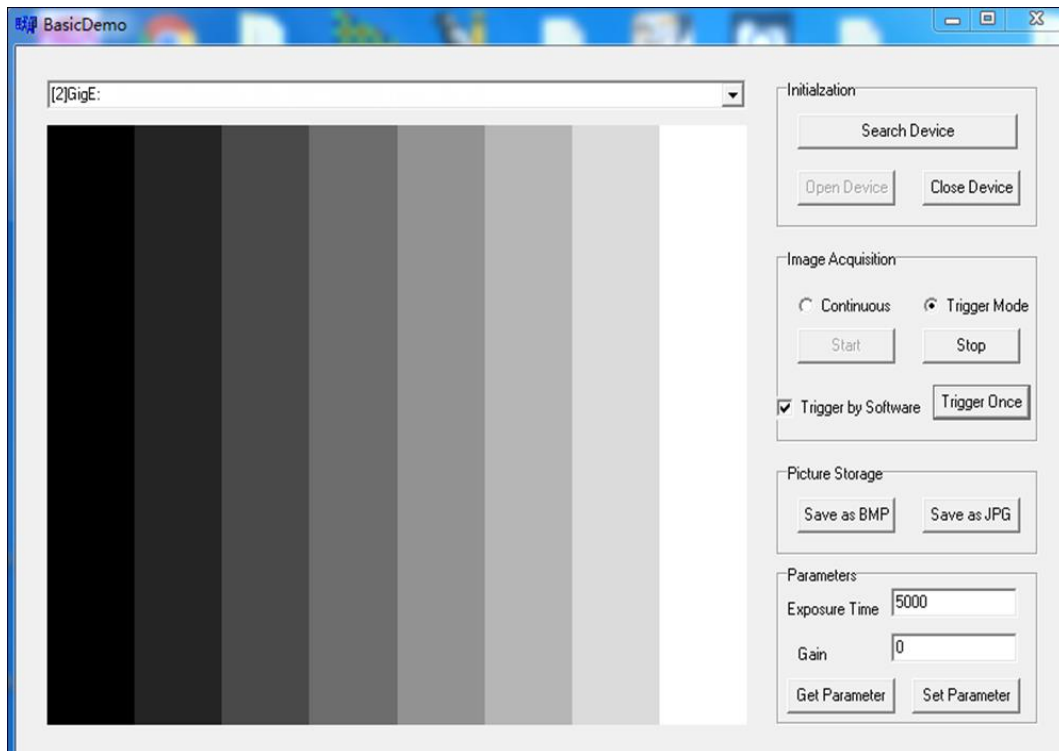 BasicDemo
[2]GigE:
Initialzation
Search Device
Open Device
Close Device
Image Acquisition
Continuous
Trigger Mode
Start
Stop
Trigger by Software
Trigger Once
Picture Storage
Save as BMP
Save as JPG
Parameters
Exposure Time
5000
Gain
0
Get Parameter
Set Parameter